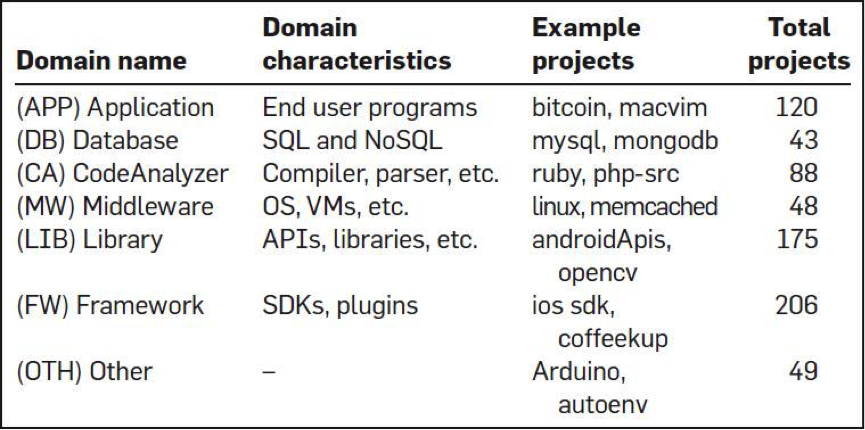 Domain name Domain characteristics Example projects Total projects
(APP) Application End user programs bitcoin, macvim 120
(DB) Database SQL and NoSQL mysql, mongodb 43
(CA) CodeAnalyzer Compiler, parser, etc. ruby, php-src 88
(MW) Middleware OS, VMs, etc. linux, memcached 48
(LIB) Library APIs, libraries, etc. androidApis, 175
opencv
(FW) Framework SDKs, plugins ios sdk, 206
coffeekup
(OTH) Other – Arduino, 49
autoenv